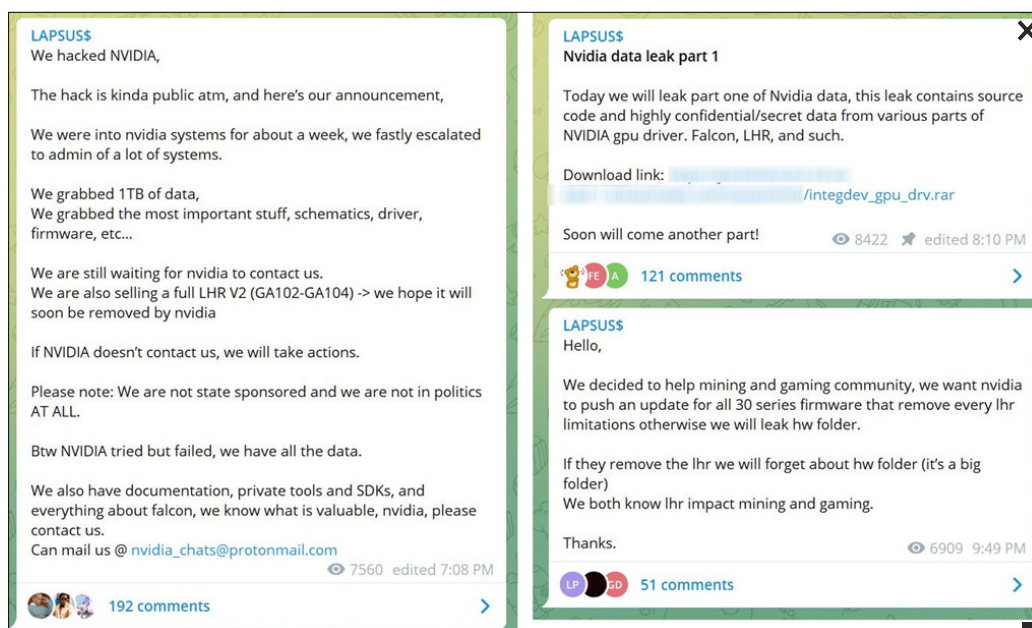 LAPSUS$
We hacked NVIDIA,
The hack is kinda public atm, and here's our announcement,
We were into nvidia systems for about a week, we fastly escalated
to admin of a lot of systems.
We grabbed 1TB of data,
We grabbed the most important stuff, schematics, driver,
firmware, etc...
We are still waiting for nvidia to contact us.
We are also selling a full LHR V2 (GA102-GA104) -> we hope it will
soon be removed by nvidia
If NVIDIA doesn't contact us, we will take actions.
Please note: We are not state sponsored and we are not in politics
AT ALL.
Btw NVIDIA tried but failed, we have all the data.
We also have documentation, private tools and SDKs, and
everything about falcon, we know what is valuable, nvidia, please
contact us.
Can mail us @ nvidia_chats@protonmail.com
7560 edited 7:08 PM
192 comments
LAPSUS$
Nvidia data leak part 1
Today we will leak part one of Nvidia data, this leak contains source
code and highly confidential/secret data from various parts of
NVIDIA gpu driver. Falcon, LHR, and such.
Download link:
/integdev_gpu_drv.rar
Soon will come another part!
8422 edited 8:10 PM
FE A 121 comments
LAPSUS$
Hello,
We decided to help mining and gaming community, we want nvidia
to push an update for all 30 series firmware that remove every lhr
limitations otherwise we will leak hw folder.
If they remove the lhr we will forget about hw folder (it's a big
folder)
We both know lhr impact mining and gaming.
Thanks.
6909 9:49 PM
LP GD 51 comments